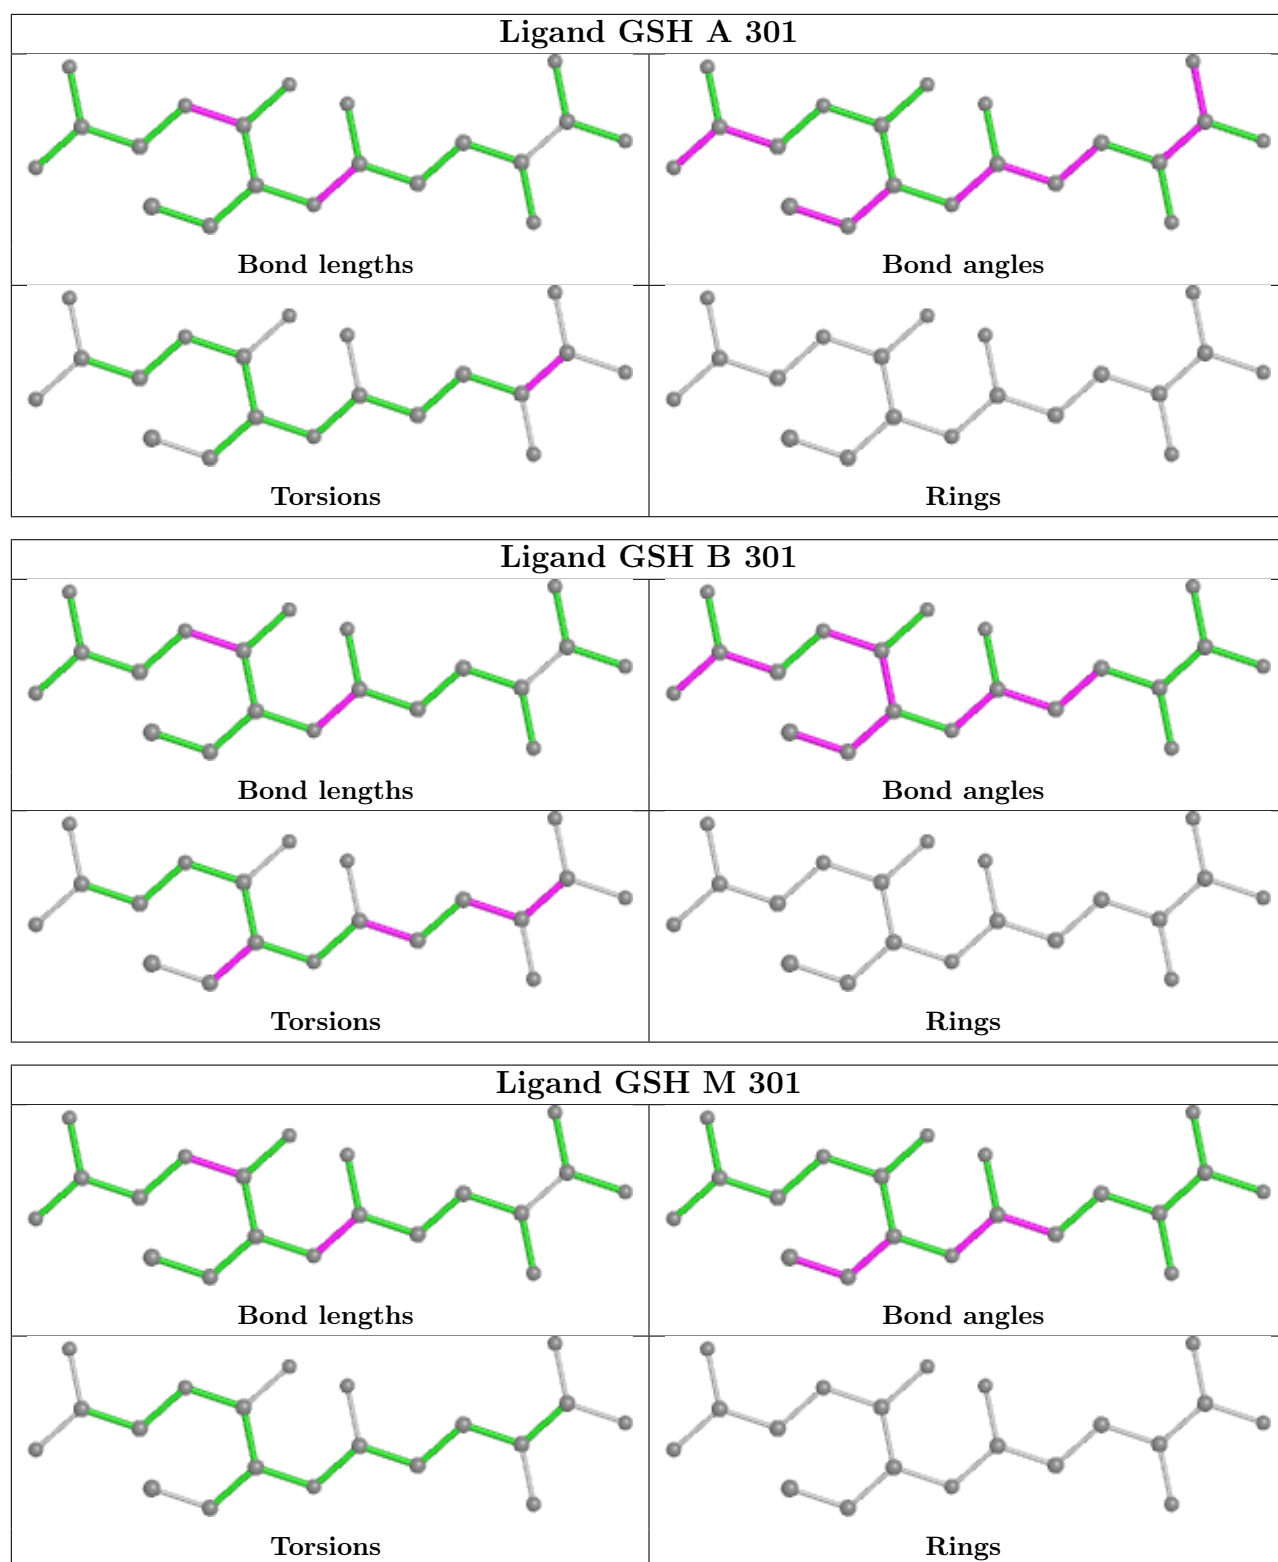 Ligand GSH A 301
Bond lengths
Bond angles
Torsions
Rings
Ligand GSH B 301
Bond lengths
Bond angles
Torsions
Rings
Ligand GSH M 301
Bond lengths
Bond angles
Torsions
Rings